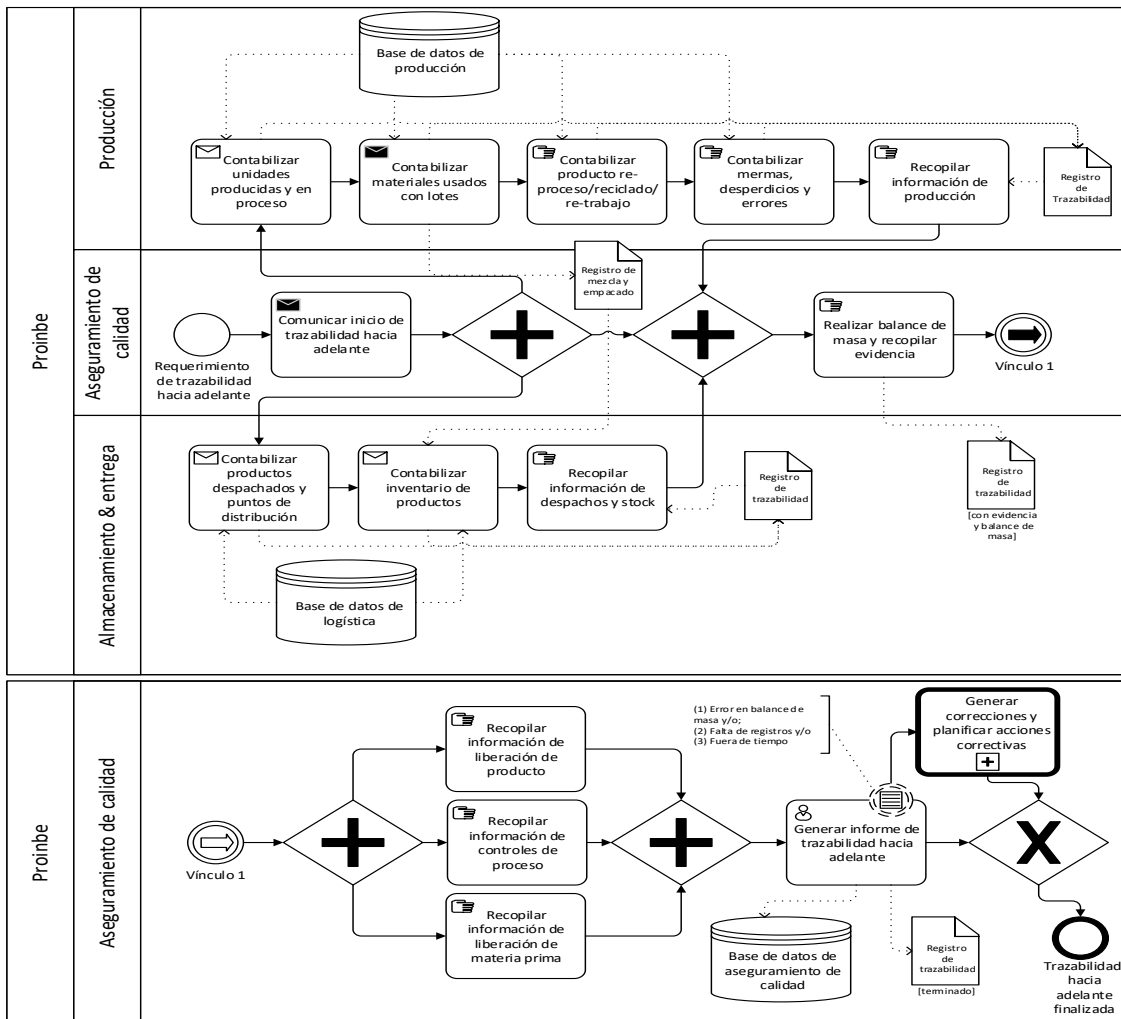 Proinbe
Producción
Base de datos de
producción
Contabilizar
unidades
producidas y en
proceso
Contabilizar
materiales usados
con lotes
Contabilizar
producto re-
proceso/reciclado/
re-trabajo
Contabilizar
mermas,
desperdicios y
errores
Recopilar
información de
producción
Registro
de
Trazabilidad
Aseguramiento de
calidad
Requerimiento
de trazabilidad
hacia adelante
Comunicar inicio de
trazabilidad hacia
adelante
Registro de
mezcla y
empacado
Realizar balance de
masa y recopilar
evidencia
Vínculo 1
Almacenamiento & entrega
Contabilizar
productos
despachados y
puntos de
distribución
Contabilizar
inventario de
productos
Recopilar
información de
despachos y stock
Registro
de
trazabilidad
Registro
de
trazabilidad
[con evidencia
y balance de
masa]
Base de datos de
logística
Proinbe
Aseguramiento de calidad
Vínculo 1
Recopilar
información de
liberación de
producto
Recopilar
información de
controles de
proceso
Recopilar
información de
liberación de
materia prima
(1) Error en balance de
masa y/o;
(2) Falta de registros y/o
(3) Fuera de tiempo
Generar
correcciones y
planificar acciones
correctivas
Generar informe de
trazabilidad hacia
adelante
X
Base de datos de
aseguramiento de
calidad
Registro
de
trazabilidad
[terminado]
Trazabilidad
hacia
adelante
finalizada